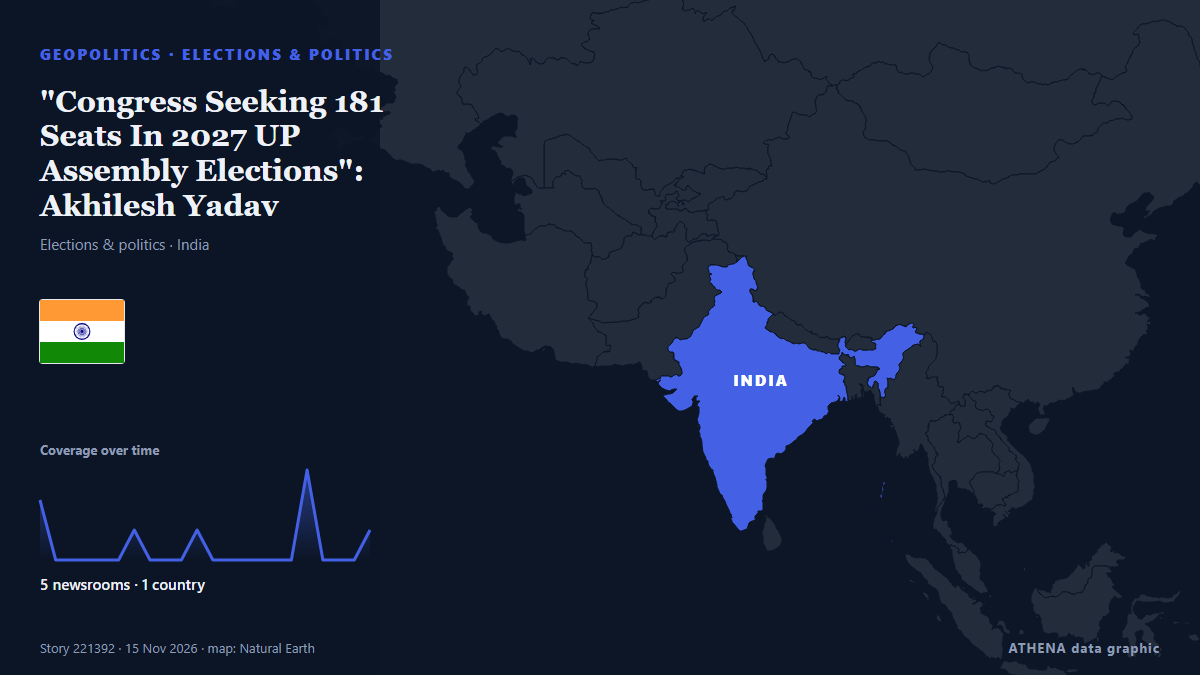 GEOPOLITICS · ELECTIONS & POLITICS
"Congress Seeking 181
Seats In 2027 UP
Assembly Elections":
Akhilesh Yadav
Elections & politics · India
INDIA
Coverage over time
5 newsrooms · 1 country
Story 221392 · 15 Nov 2026 · map: Natural Earth
ATHENA data graphic